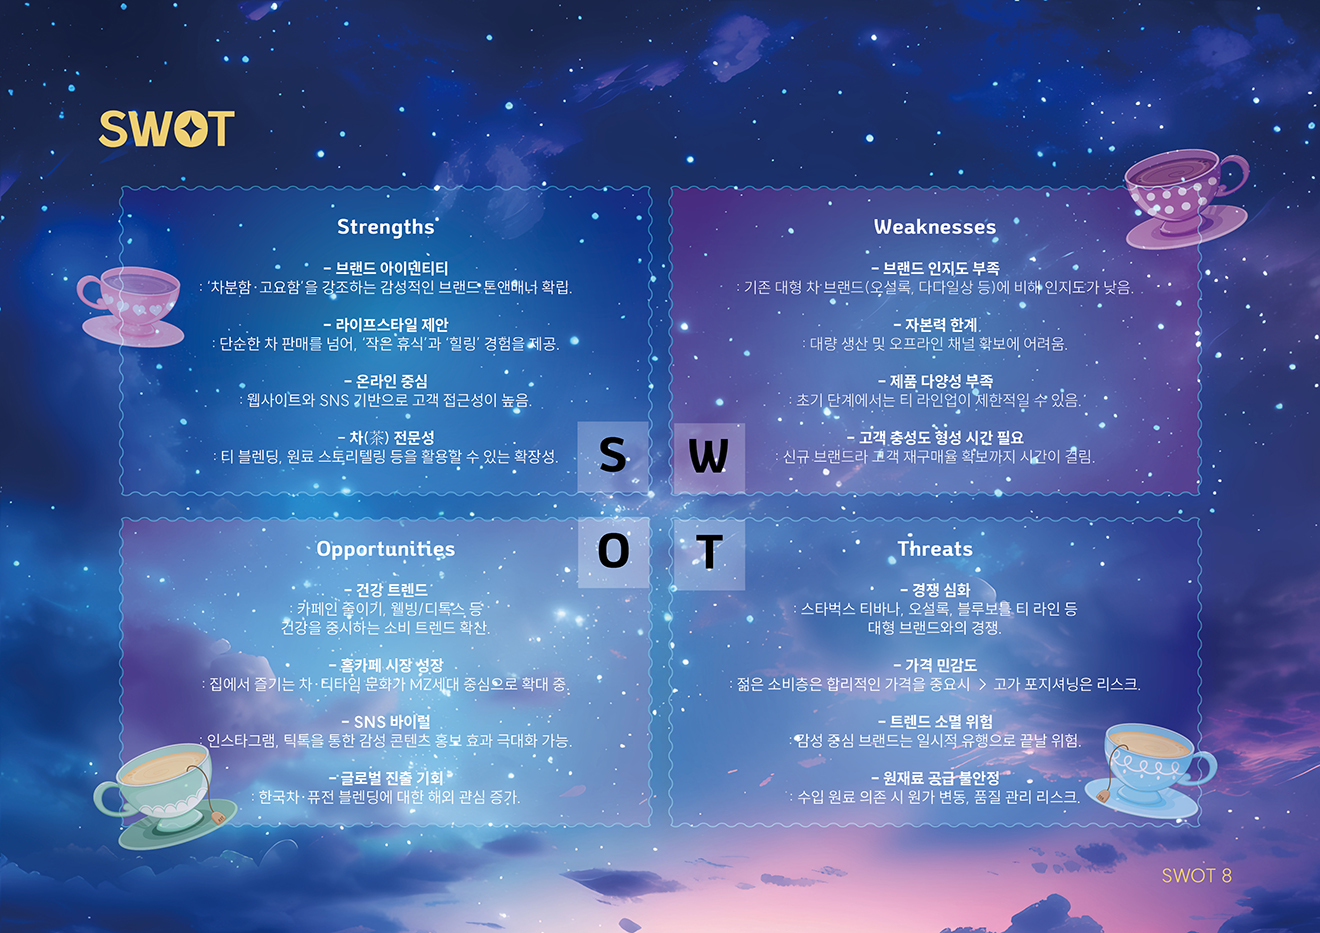 SWOT
Strengths
– 브랜드 아이덴티티
: '차분함·고요함'을 강조하는 감성적인 브랜드 톤앤매너 확립.
– 라이프스타일 제안
: 단순한 차 판매를 넘어, '작은 휴식'과 '힐링' 경험을 제공.
– 온라인 중심
: 웹사이트와 SNS 기반으로 고객 접근성이 높음.
– 차(茶) 전문성
: 티 블렌딩, 원료 스토리텔링 등을 활용할 수 있는 확장성.
Weaknesses
– 브랜드 인지도 부족
: 기존 대형 차 브랜드(오설록, 다다일상 등)에 비해 인지도가 낮음.
– 자본력 한계
: 대량 생산 및 오프라인 채널 확보에 어려움.
– 제품 다양성 부족
: 초기 단계에서는 티 라인업이 제한적일 수 있음.
– 고객 충성도 형성 시간 필요
: 신규 브랜드라 고객 재구매율 확보까지 시간이 걸림.
S
W
O
T
Opportunities
– 건강 트렌드
: 카페인 줄이기, 웰빙/디톡스 등
건강을 중시하는 소비 트렌드 확산.
– 홈카페 시장 성장
: 집에서 즐기는 차·티타임 문화가 MZ세대 중심으로 확대 중.
– SNS 바이럴
: 인스타그램, 틱톡을 통한 감성 콘텐츠 홍보 효과 극대화 가능.
– 글로벌 진출 기회
: 한국차·퓨전 블렌딩에 대한 해외 관심 증가.
Threats
– 경쟁 심화
: 스타벅스 티바나, 오설록, 블루보틀 티 라인 등
대형 브랜드와의 경쟁.
– 가격 민감도
: 젊은 소비층은 합리적인 가격을 중요시 > 고가 포지셔닝은 리스크.
– 트렌드 소멸 위험
: 감성 중심 브랜드는 일시적 유행으로 끝날 위험.
– 원재료 공급 불안정
: 수입 원료 의존 시 원가 변동, 품질 관리 리스크.
SWOT 8